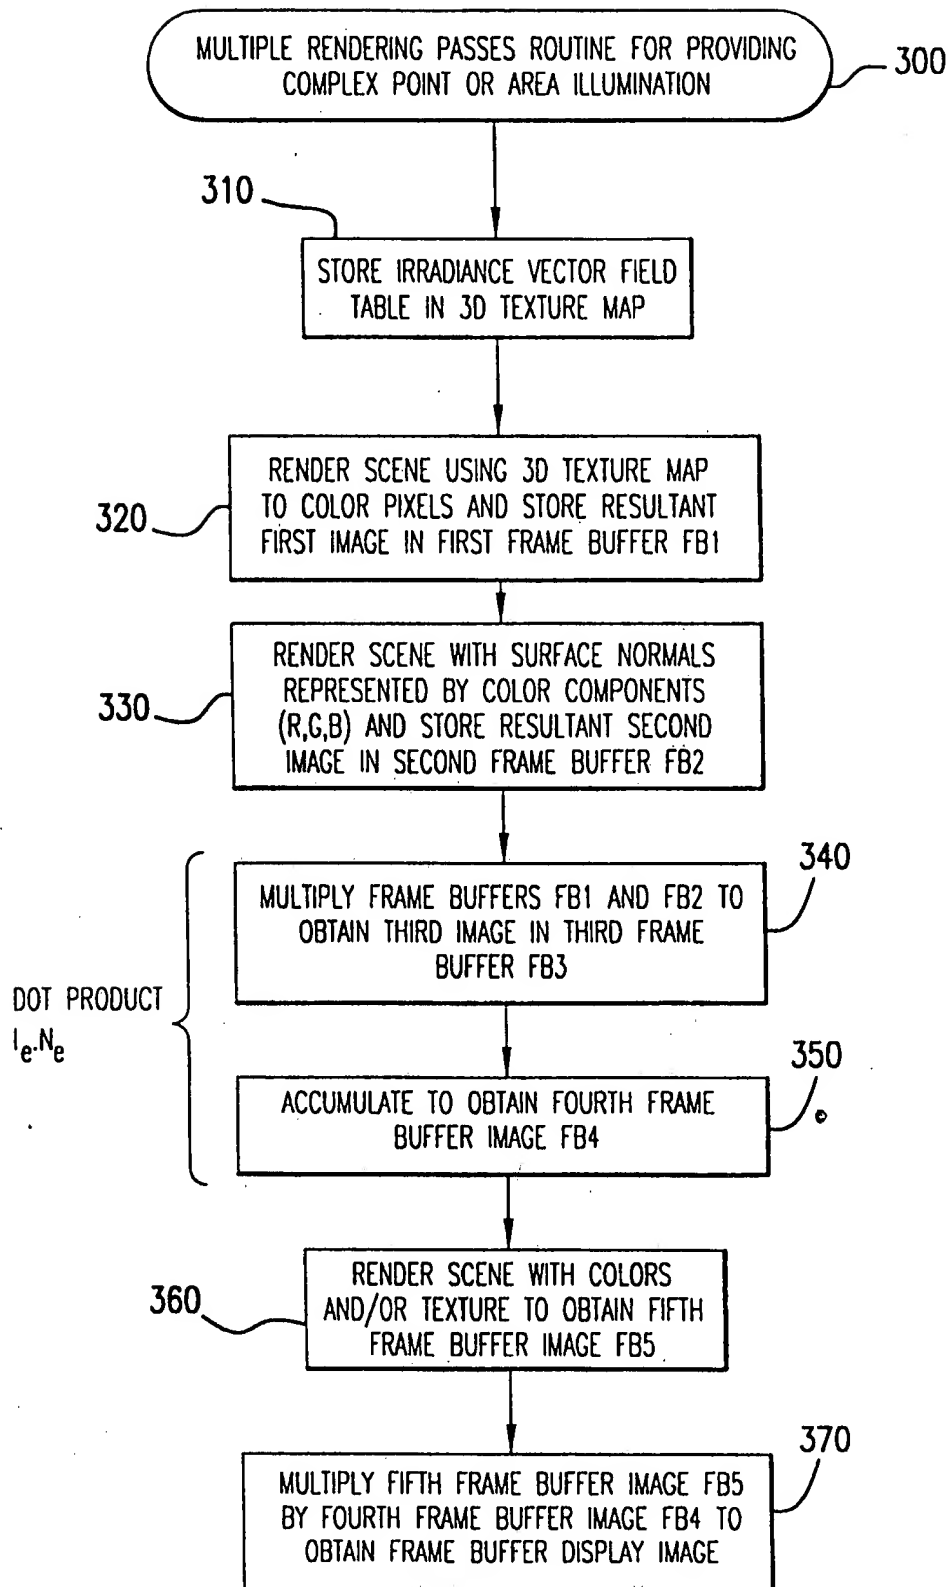 MULTIPLE RENDERING PASSES ROUTINE FOR PROVIDING
COMPLEX POINT OR AREA ILLUMINATION
300
310
STORE IRRADIANCE VECTOR FIELD
TABLE IN 3D TEXTURE MAP
RENDER SCENE USING 3D TEXTURE MAP
TO COLOR PIXELS AND STORE RESULTANT
FIRST IMAGE IN FIRST FRAME BUFFER FB1
320
RENDER SCENE WITH SURFACE NORMALS
REPRESENTED BY COLOR COMPONENTS
(R,G,B) AND STORE RESULTANT SECOND
IMAGE IN SECOND FRAME BUFFER FB2
330
340
MULTIPLY FRAME BUFFERS FB1 AND FB2 TO
OBTAIN THIRD IMAGE IN THIRD FRAME
BUFFER FB3
DOT PRODUCT
Ie.Ne
350
ACCUMULATE TO OBTAIN FOURTH FRAME
BUFFER IMAGE FB4
360
RENDER SCENE WITH COLORS
AND/OR TEXTURE TO OBTAIN FIFTH
FRAME BUFFER IMAGE FB5
370
MULTIPLY FIFTH FRAME BUFFER IMAGE FB5
BY FOURTH FRAME BUFFER IMAGE FB4 TO
OBTAIN FRAME BUFFER DISPLAY IMAGE